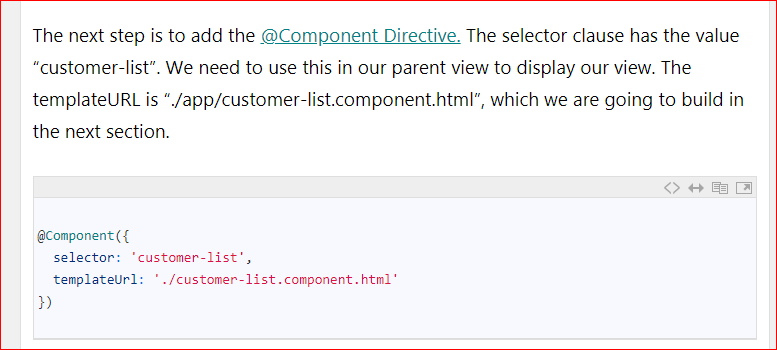 The next step is to add the @Component Directive. The selector clause has the value
“customer-list”. We need to use this in our parent view to display our view. The
templateURL is “./app/customer-list.component.html”, which we are going to build in
the next section.
@Component({
  selector: 'customer-list',
  templateUrl: './customer-list.component.html'
})